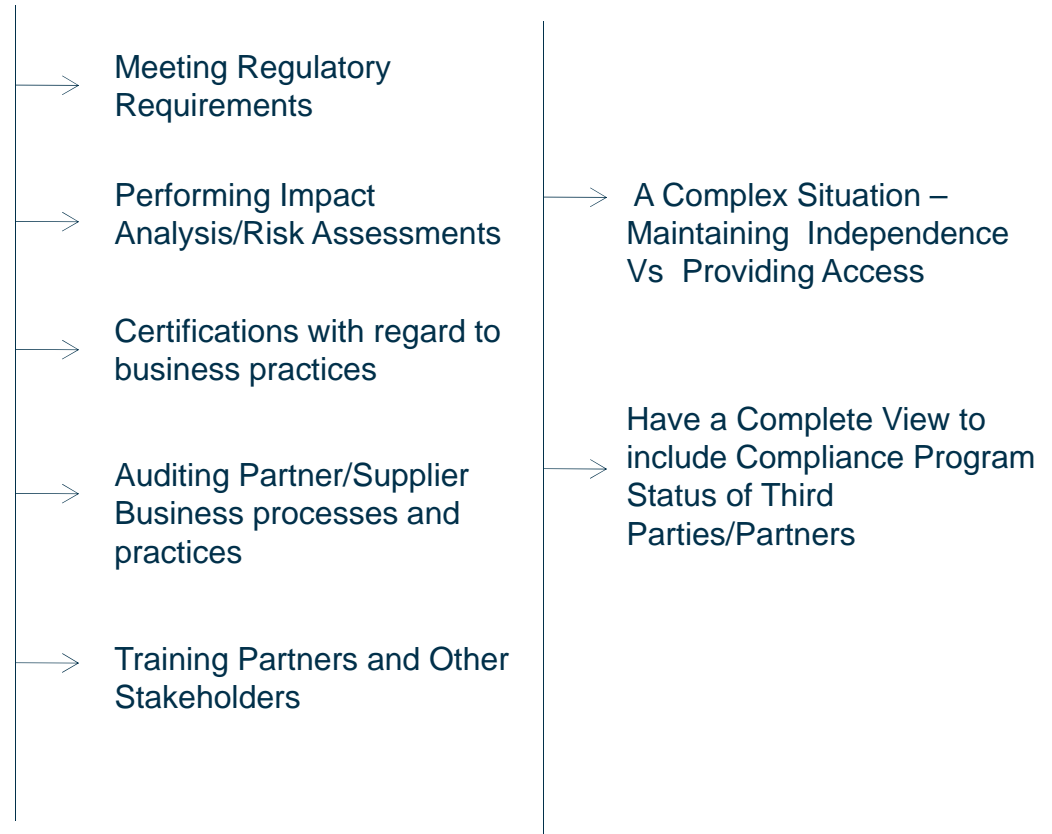 Meeting Regulatory
Requirements
Performing Impact
Analysis/Risk Assessments
Certifications with regard to
business practices
Auditing Partner/Supplier
Business processes and
practices
Training Partners and Other
Stakeholders
A Complex Situation –
Maintaining Independence
Vs Providing Access
Have a Complete View to
include Compliance Program
Status of Third
Parties/Partners